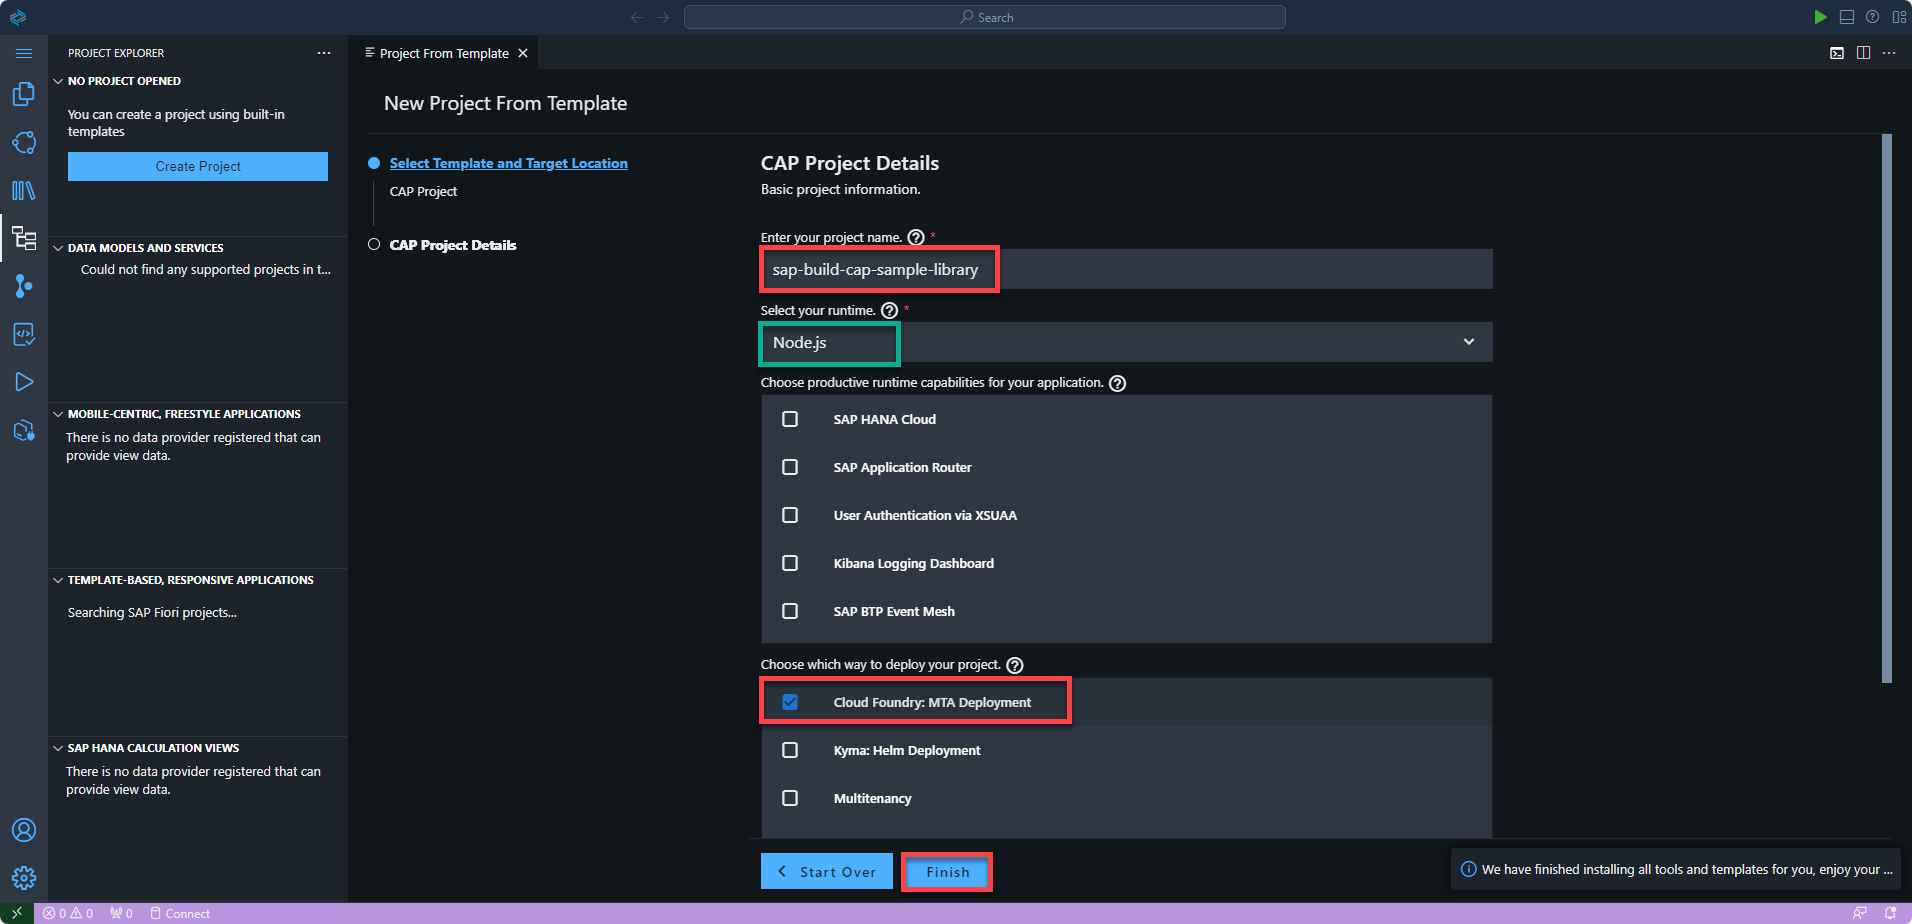 Search
PROJECT EXPLORER
Project From Template
NO PROJECT OPENED
You can create a project using built-in
templates
Create Project
DATA MODELS AND SERVICES
Could not find any supported projects in t...
MOBILE-CENTRIC, FREESTYLE APPLICATIONS
There is no data provider registered that can
provide view data.
TEMPLATE-BASED, RESPONSIVE APPLICATIONS
Searching SAP Fiori projects...
SAP HANA CALCULATION VIEWS
There is no data provider registered that can
provide view data.
New Project From Template
Select Template and Target Location
CAP Project
CAP Project Details
CAP Project Details
Basic project information.
Enter your project name. *
sap-build-cap-sample-library
Select your runtime. *
Node.js
Choose productive runtime capabilities for your application.
SAP HANA Cloud
SAP Application Router
User Authentication via XSUAA
Kibana Logging Dashboard
SAP BTP Event Mesh
Choose which way to deploy your project.
Cloud Foundry: MTA Deployment
Kyma: Helm Deployment
Multitenancy
Start Over
Finish
We have finished installing all tools and templates for you, enjoy your ...
0 0 0 Connect